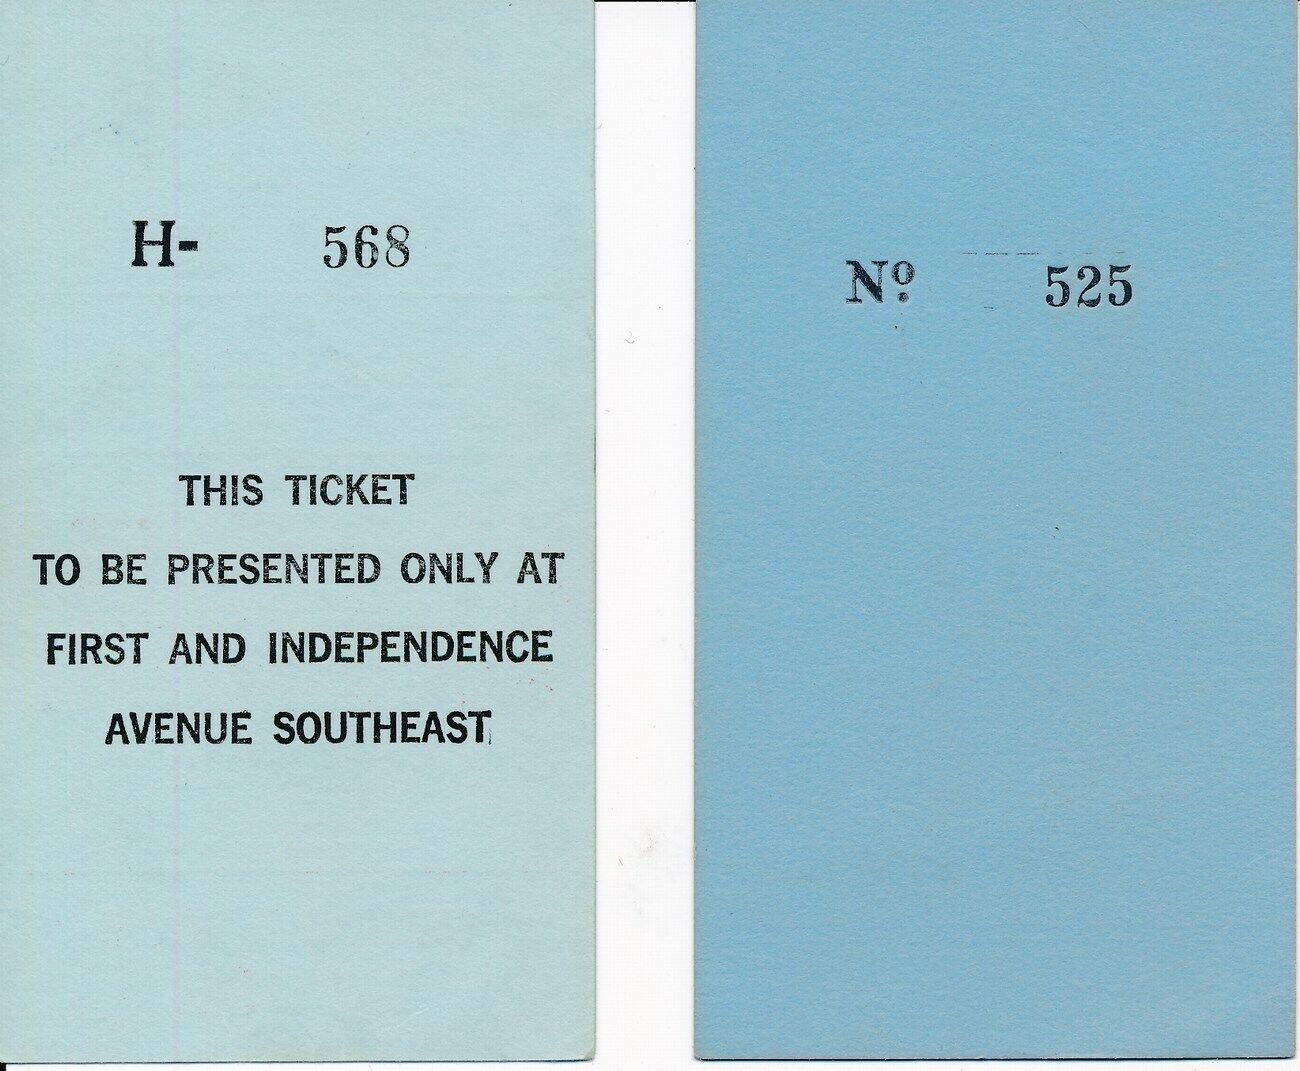 H- 568
THIS TICKET
TO BE PRESENTED ONLY AT
FIRST AND INDEPENDENCE
AVENUE SOUTHEAST
Nº 525